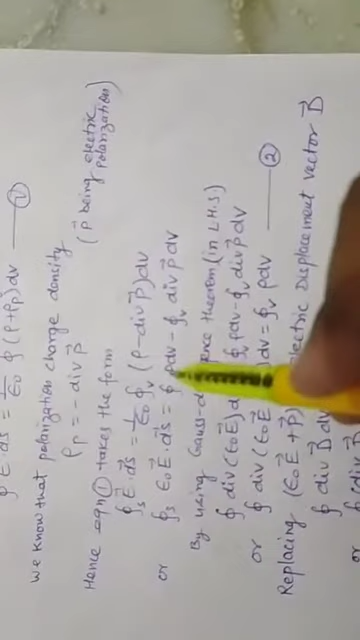 ∮ E⃗·ds⃗ = 1/ε₀ ∮ (ρ+ρₚ) dv —— ①
We know that polarization charge density
ρₚ = - div P⃗ (P⃗ being electric polarization)
Hence eqn ① takes the form
∮ₛ E⃗·ds⃗ = 1/ε₀ ∮ᵥ (ρ - div P⃗) dv
or ∮ₛ ε₀E⃗·ds⃗ = ∮ᵥ ρdv - ∮ᵥ div P⃗ dv
By using Gauss-d theorem (in L.H.S)
∮ div (ε₀E⃗) d ∮ᵥ ρdv - ∮ᵥ div P⃗ dv
or ∮ div (ε₀E⃗ dv = ∮ᵥ ρdv —— ②
Replacing (ε₀E⃗ + P⃗) electric displacement vector D⃗
∮ div D⃗ dv
or ∮ (div